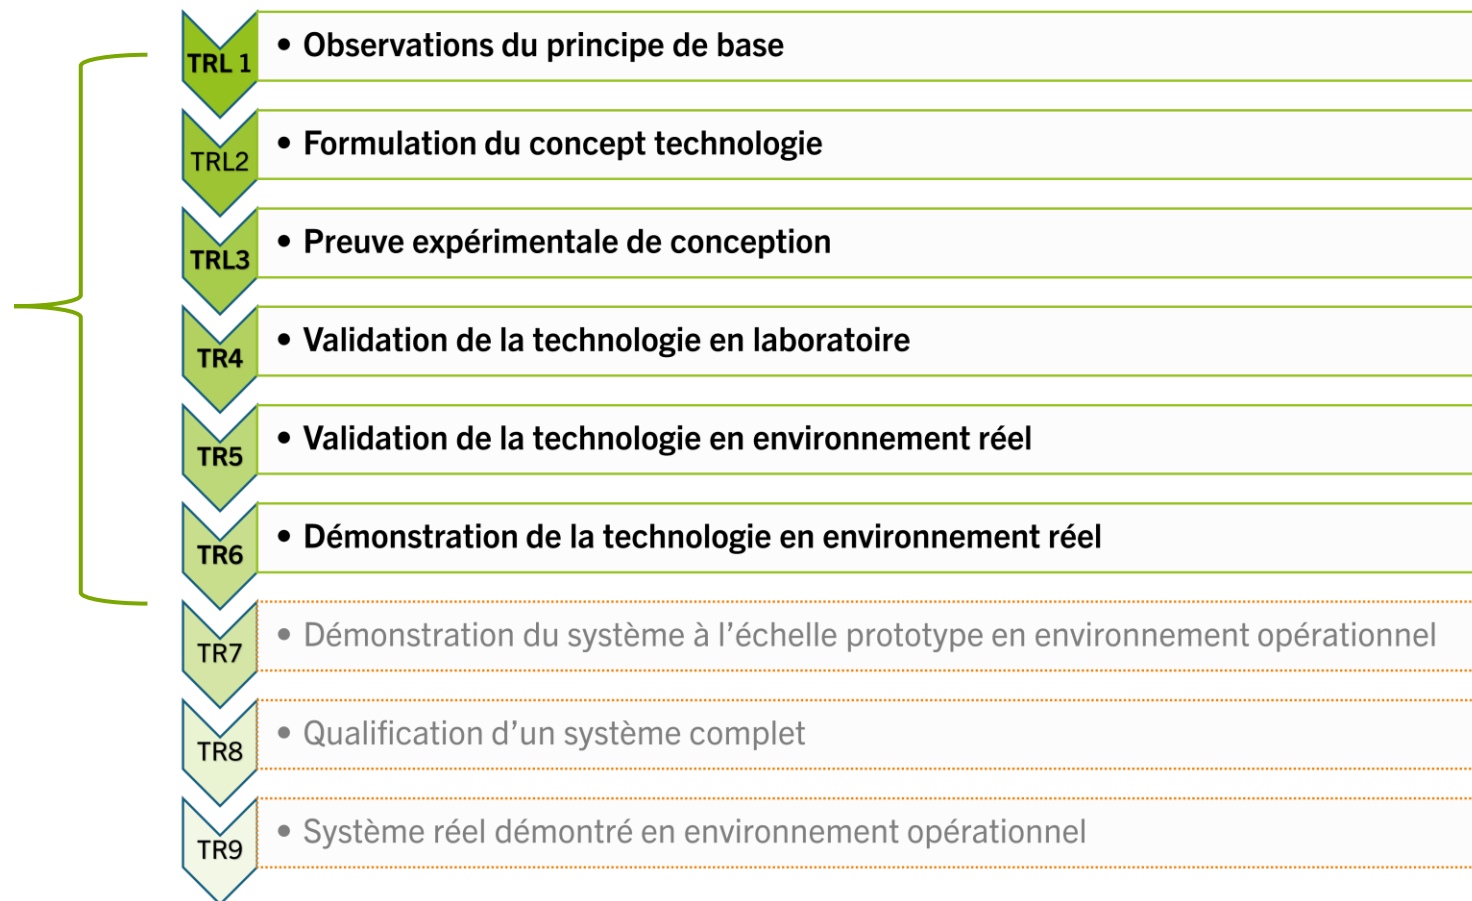 TRL 1
• Observations du principe de base
TRL2
• Formulation du concept technologie
TRL3
• Preuve expérimentale de conception
TR4
• Validation de la technologie en laboratoire
TR5
• Validation de la technologie en environnement réel
TR6
• Démonstration de la technologie en environnement réel
TR7
• Démonstration du système à l’échelle prototype en environnement opérationnel
TR8
• Qualification d’un système complet
TR9
• Système réel démontré en environnement opérationnel